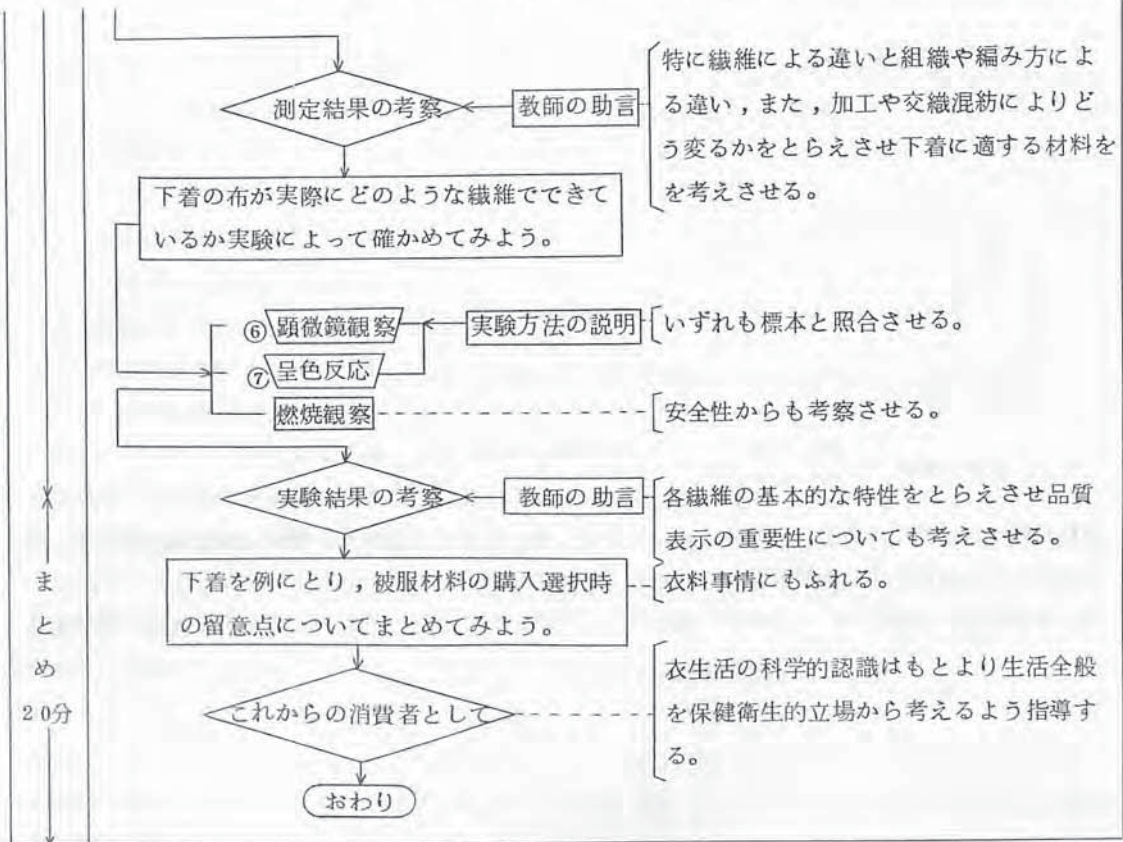 測定結果の考察
教師の助言
特に繊維による違いと組織や編み方によ
る違い，また，加工や交織混紡によりど
う変るかをとらえさせ下着に適する材料を
を考えさせる。
下着の布が実際にどのような繊維でできて
いるか実験によって確かめてみよう。
⑥顕微鏡観察
実験方法の説明
いずれも標本と照合させる。
⑦呈色反応
燃焼観察
安全性からも考察させる。
実験結果の考察
教師の助言
各繊維の基本的な特性をとらえさせ品質
表示の重要性についても考えさせる。
下着を例にとり，被服材料の購入選択時
の留意点についてまとめてみよう。
衣料事情にもふれる。
まとめ
20分
これからの消費者として
衣生活の科学的認識はもとより生活全般
を保健衛生的立場から考えるよう指導す
る。
おわり